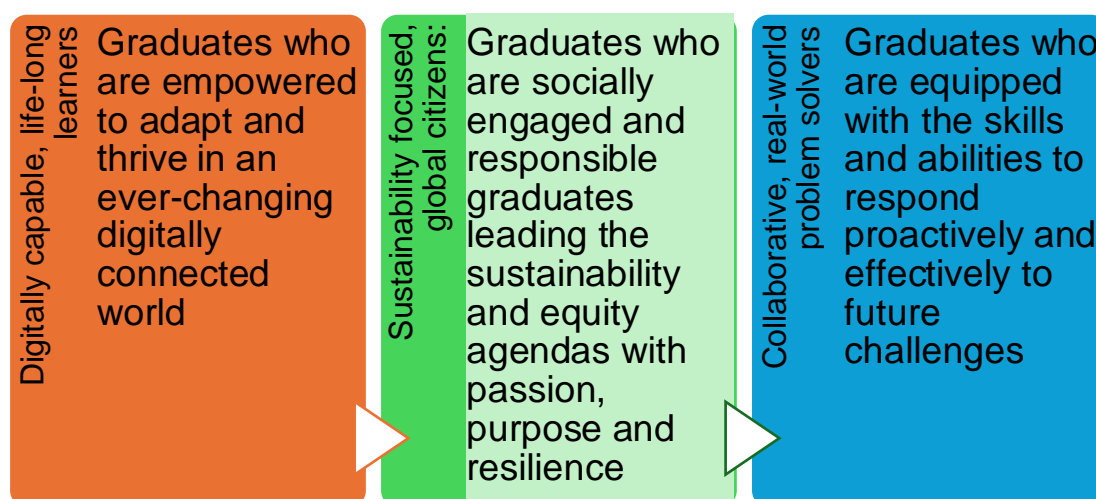 Digitally capable, life-long
learners
Graduates who
are empowered
to adapt and
thrive in an
ever-changing
digitally
connected
world
Sustainability focused,
global citizens:
Graduates who
are socially
engaged and
responsible
graduates
leading the
sustainability
and equity
agendas with
passion,
purpose and
resilience
Collaborative, real-world
problem solvers
Graduates who
are equipped
with the skills
and abilities to
respond
proactively and
effectively to
future
challenges